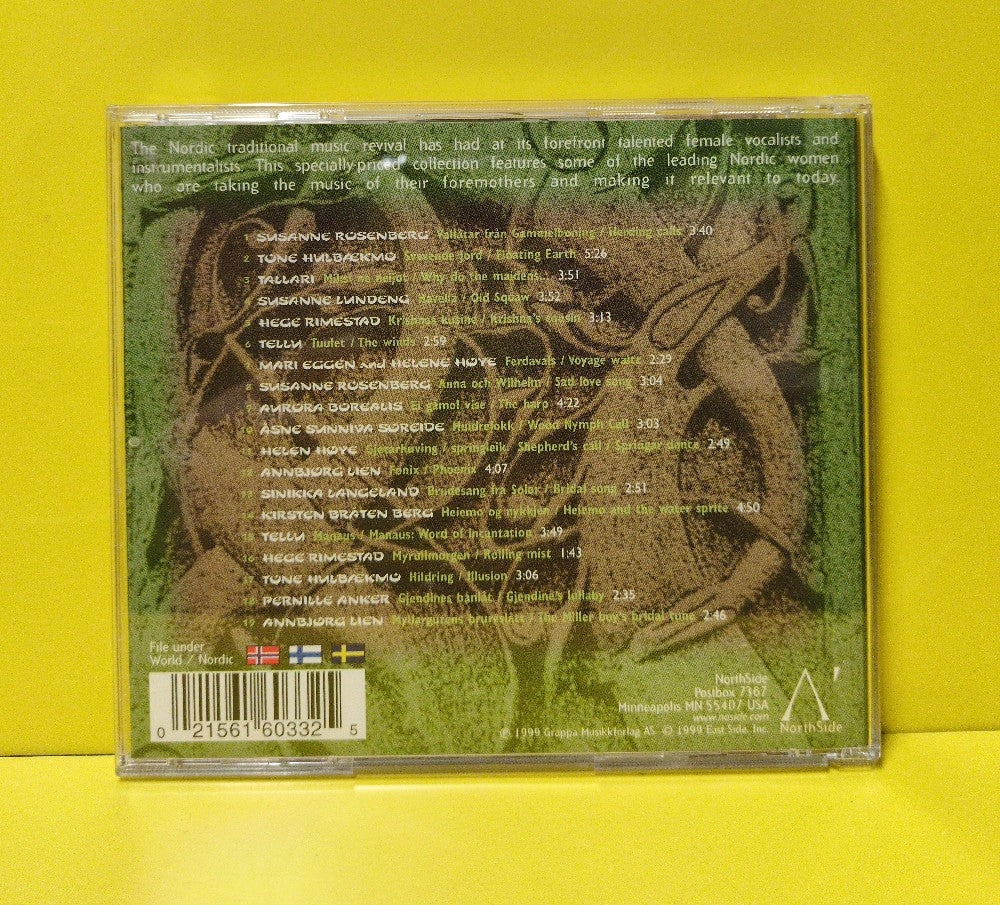 The Nordic traditional music revival has had at its forefront talented female vocalists and
instrumentalists. This specially-priced collection features some of the leading Nordic women
who are taking the music of their foremothers and making it relevant to today.
1 SUSANNE ROSENBERG Vallåtar från Gammelboning / Herding calls 3:40
2 TONE HULBÆKMO Svevende jord / Floating Earth 5:26
3 TALLARI neijot / Why do the maidens... 3:51
SUSANNE LUNDENG Havella / Old Squaw 3:52
5 HEGE RIMESTAD Krishnas kusine / Krishna's cousin 3:13
6 TELLU Tuulet / The winds 2:59
7 MARI EGGEN and HELENE HØYE Ferdavals / Voyage waltz 2:29
8 SUSANNE ROSENBERG Anna och Wilhelm / Sad love song 3:04
9 AURORA BOREALIS Ei gamol vise / The harp 4:22
10 ÅSNE SUNNIVA SØREIDE Huldrelokk / Wood Nymph Call 3:03
11 HELEN HØYE Gjetarhuving / springleik, Shepherd's call / Springar dance 2:49
12 ANNBJØRG LIEN Fønix / Phoenix 4:07
13 SINIKKA LANGELAND Brudesang fra Solør / Bridal song 2:51
14 KIRSTEN BRÅTEN BERG Heiemo og nykkjen / Heiemo and the water sprite 4:50
15 TELLU Manaus / Manaus: Word of incantation 3:49
16 HEGE RIMESTAD Myrullmorgen / Rolling mist 1:43
17 TONE HULBÆKMO Hildring / Illusion 3:06
18 PERNILLE ANKER Gjendines bånlåt / Gjendine's lullaby 2:35
19 ANNBJØRG LIEN Myllargutens brureslått / The Miller boy's bridal tune 2:46
File under
World / Nordic
0 21561 60332 5
NorthSide
Postbox 7367
Minneapolis MN 55407 USA
www.noside.com
℗ 1999 Grappa Musikkforlag AS © 1999 East Side, Inc.
NorthSide